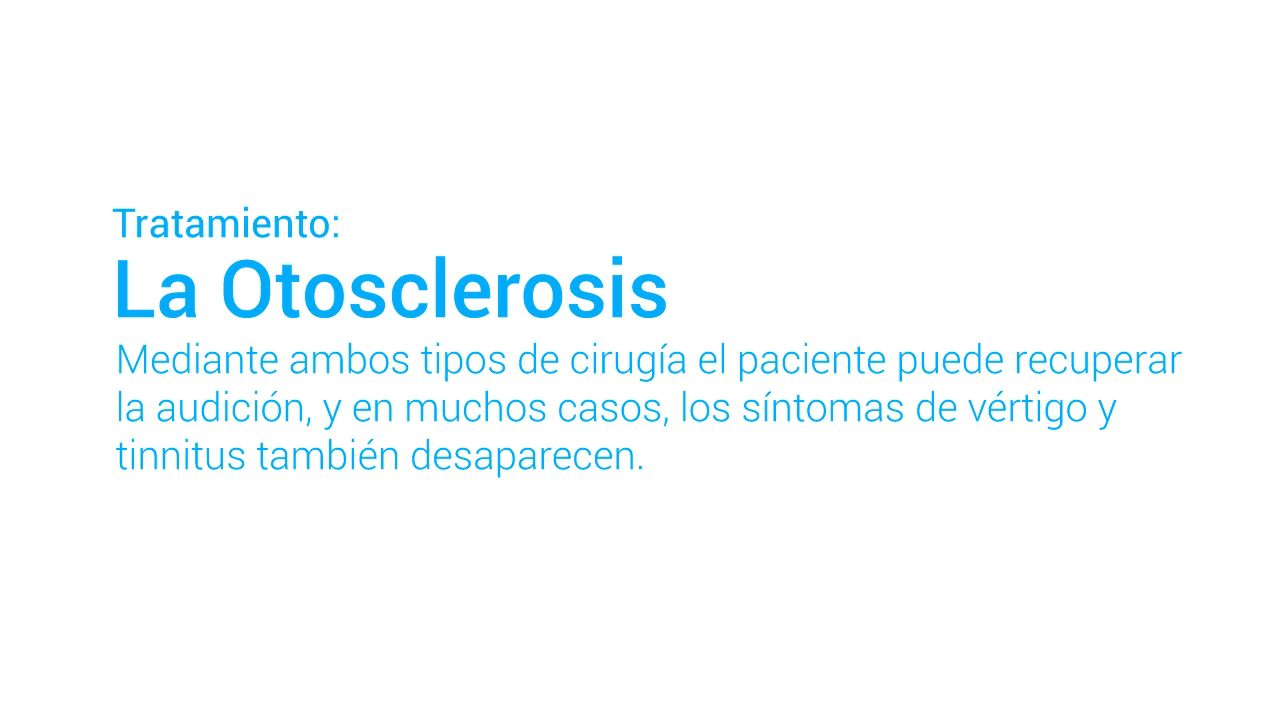 Tratamiento:
La Otosclerosis
Mediante ambos tipos de cirugía el paciente puede recuperar
la audición, y en muchos casos, los síntomas de vértigo y
tinnitus también desaparecen.